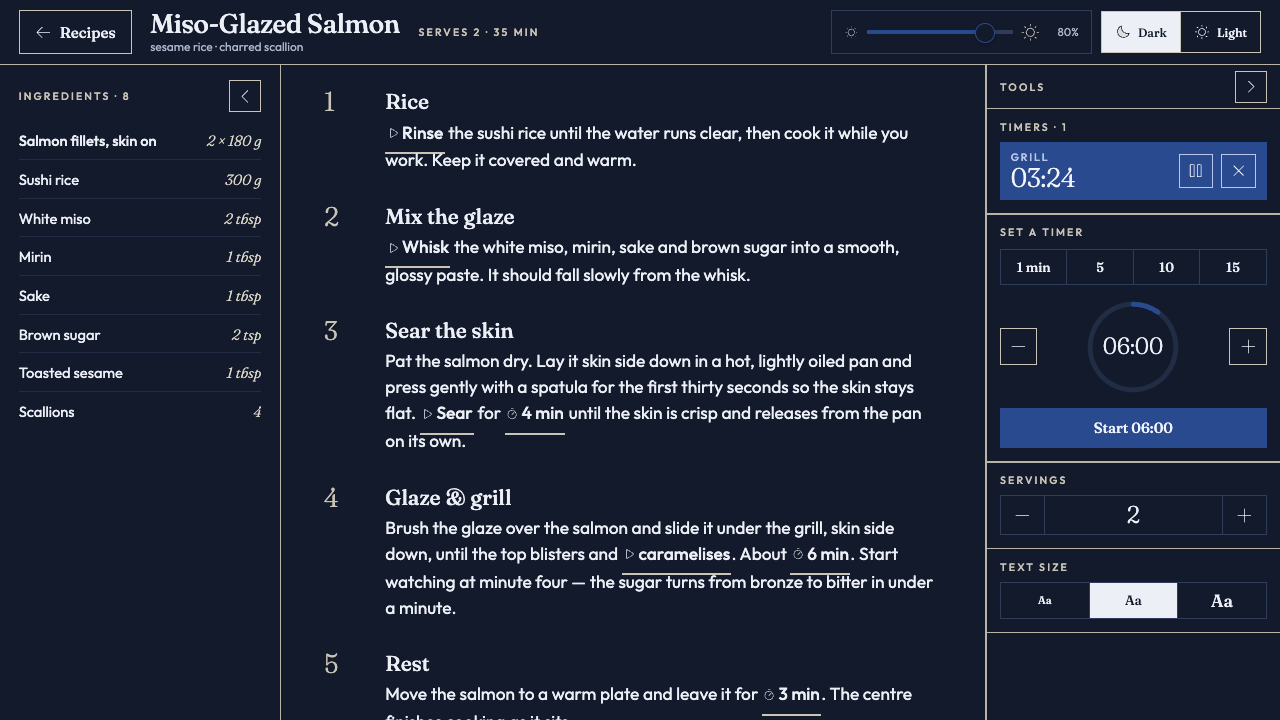 Recipes
Miso-Glazed Salmon
sesame rice · charred scallion
SERVES 2 · 35 MIN
80%
Dark
Light
INGREDIENTS · 8
Salmon fillets, skin on 2 × 180 g
Sushi rice 300 g
White miso 2 tbsp
Mirin 1 tbsp
Sake 1 tbsp
Brown sugar 2 tsp
Toasted sesame 1 tbsp
Scallions 4
1 Rice
Rinse the sushi rice until the water runs clear, then cook it while you
work. Keep it covered and warm.
2 Mix the glaze
Whisk the white miso, mirin, sake and brown sugar into a smooth,
glossy paste. It should fall slowly from the whisk.
3 Sear the skin
Pat the salmon dry. Lay it skin side down in a hot, lightly oiled pan and
press gently with a spatula for the first thirty seconds so the skin stays
flat. Sear for 4 min until the skin is crisp and releases from the pan
on its own.
4 Glaze & grill
Brush the glaze over the salmon and slide it under the grill, skin side
down, until the top blisters and caramelises. About 6 min. Start
watching at minute four — the sugar turns from bronze to bitter in under
a minute.
5 Rest
Move the salmon to a warm plate and leave it for 3 min. The centre
finishes cooking as it sits.
TOOLS
TIMERS · 1
GRILL
03:24
SET A TIMER
1 min 5 10 15
06:00
Start 06:00
SERVINGS
2
TEXT SIZE
Aa Aa Aa